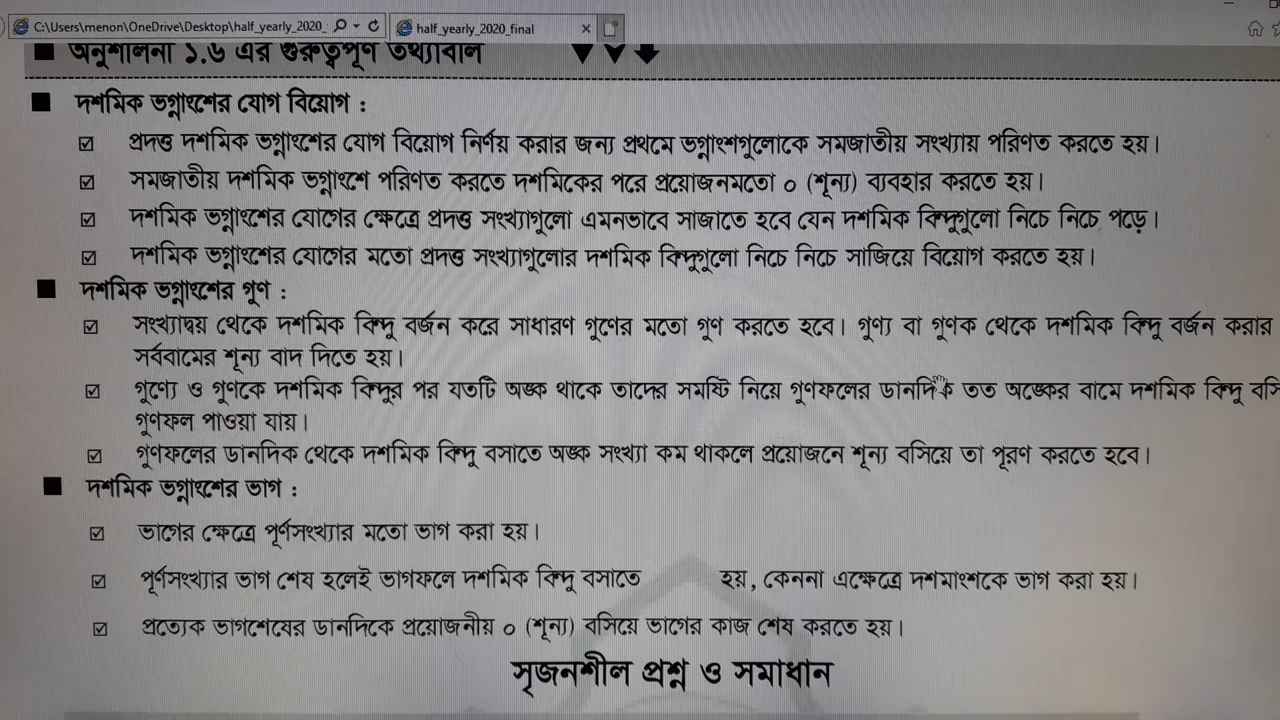 C:\Users\menon\OneDrive\Desktop\half_yearly_2020_ half_yearly_2020_final
অনুশীলনী ১.৬ এর গুরুত্বপূর্ণ তথ্যাবলি
দশমিক ভগ্নাংশের যোগ বিয়োগ :
প্রদত্ত দশমিক ভগ্নাংশের যোগ বিয়োগ নির্ণয় করার জন্য প্রথমে ভগ্নাংশগুলোকে সমজাতীয় সংখ্যায় পরিণত করতে হয়।
সমজাতীয় দশমিক ভগ্নাংশে পরিণত করতে দশমিকের পরে প্রয়োজনমতো ০ (শূন্য) ব্যবহার করতে হয়।
দশমিক ভগ্নাংশের যোগের ক্ষেত্রে প্রদত্ত সংখ্যাগুলো এমনভাবে সাজাতে হবে যেন দশমিক বিন্দুগুলো নিচে নিচে পড়ে।
দশমিক ভগ্নাংশের যোগের মতো প্রদত্ত সংখ্যাগুলোর দশমিক বিন্দুগুলো নিচে নিচে সাজিয়ে বিয়োগ করতে হয়।
দশমিক ভগ্নাংশের গুণ :
সংখ্যাদ্বয় থেকে দশমিক বিন্দু বর্জন করে সাধারণ গুণের মতো গুণ করতে হবে। গুণ্য বা গুণক থেকে দশমিক বিন্দু বর্জন করার
সর্ববামের শূন্য বাদ দিতে হয়।
গুণ্যে ও গুণকে দশমিক বিন্দুর পর যতটি অঙ্ক থাকে তাদের সমষ্টি নিয়ে গুণফলের ডানদিক তত অঙ্কের বামে দশমিক বিন্দু বসি
গুণফল পাওয়া যায়।
গুণফলের ডানদিক থেকে দশমিক বিন্দু বসাতে অঙ্ক সংখ্যা কম থাকলে প্রয়োজনে শূন্য বসিয়ে তা পূরণ করতে হবে।
দশমিক ভগ্নাংশের ভাগ :
ভাগের ক্ষেত্রে পূর্ণসংখ্যার মতো ভাগ করা হয়।
পূর্ণসংখ্যার ভাগ শেষ হলেই ভাগফলে দশমিক বিন্দু বসাতে হয়, কেননা এক্ষেত্রে দশমাংশকে ভাগ করা হয়।
প্রত্যেক ভাগশেষের ডানদিকে প্রয়োজনীয় ০ (শূন্য) বসিয়ে ভাগের কাজ শেষ করতে হয়।
সৃজনশীল প্রশ্ন ও সমাধান